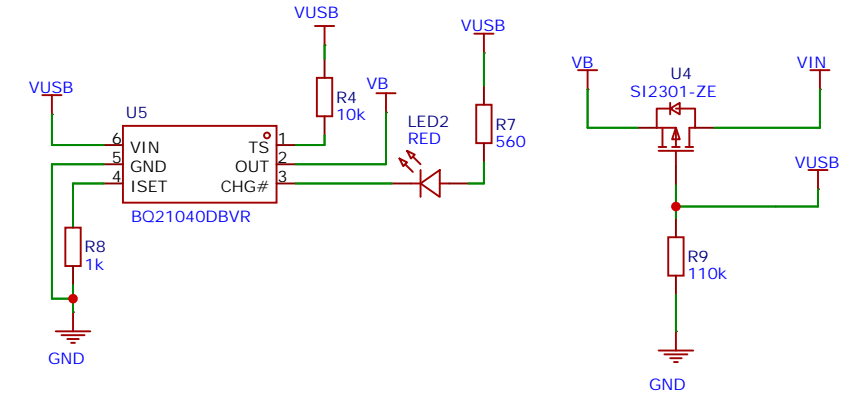 VUSB
VUSB
VUSB
VB
R4
10k
U5
LED2
RED
R7
560
6
VIN
TS
1
5
GND
OUT
2
4
ISET
CHG#
3
BQ21040DBVR
R8
1k
GND
VB
U4
SI2301-ZE
VIN
VUSB
R9
110k
GND